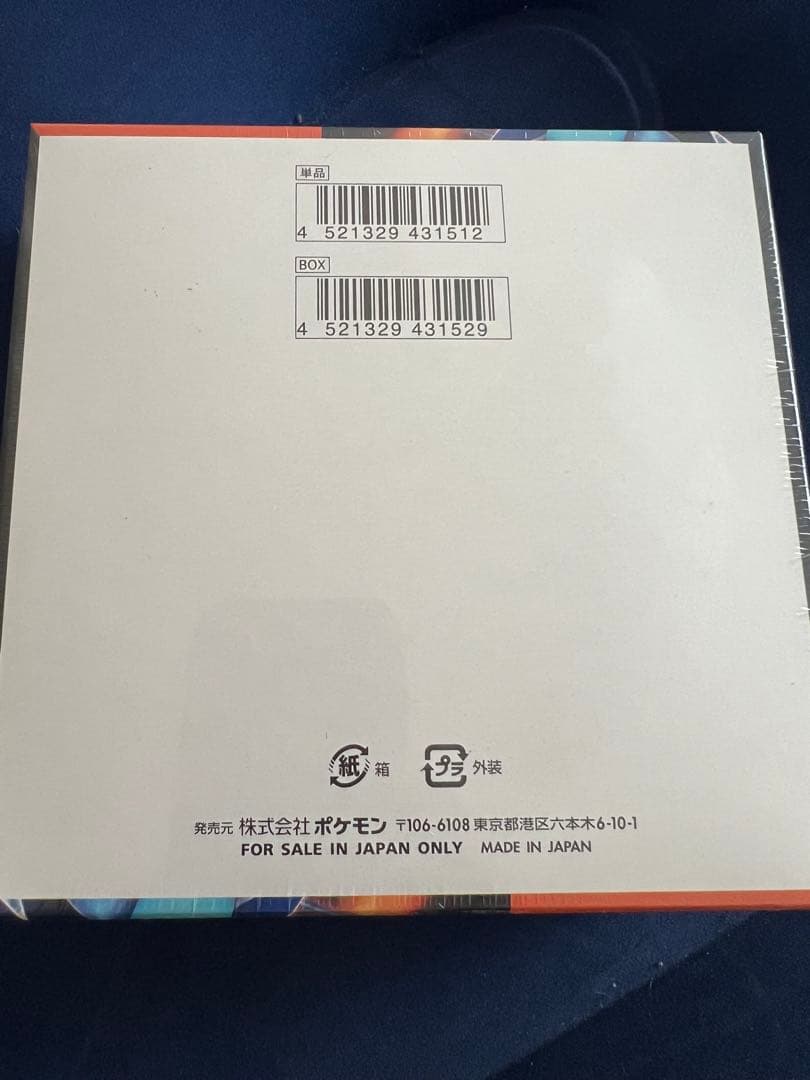 単品
4 521329 431512
BOX
4 521329 431529
紙 箱 プラ 外装
発売元 株式会社 ポケモン 〒106-6108 東京都港区六本木6-10-1
FOR SALE IN JAPAN ONLY MADE IN JAPAN